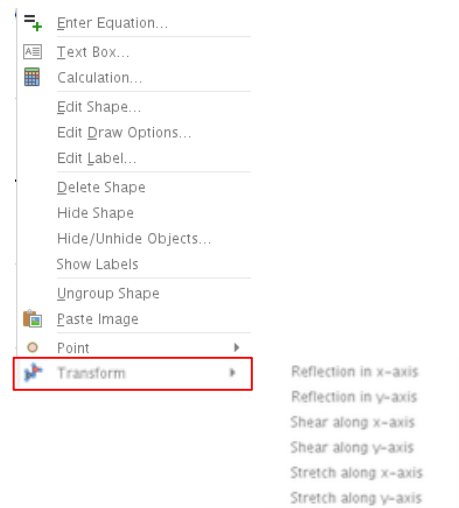 Enter Equation...
Text Box...
Calculation...
Edit Shape...
Edit Draw Options...
Edit Label...
Delete Shape
Hide Shape
Hide/Unhide Objects...
Show Labels
Ungroup Shape
Paste Image
Point
Transform
Reflection in x-axis
Reflection in y-axis
Shear along x-axis
Shear along y-axis
Stretch along x-axis
Stretch along y-axis